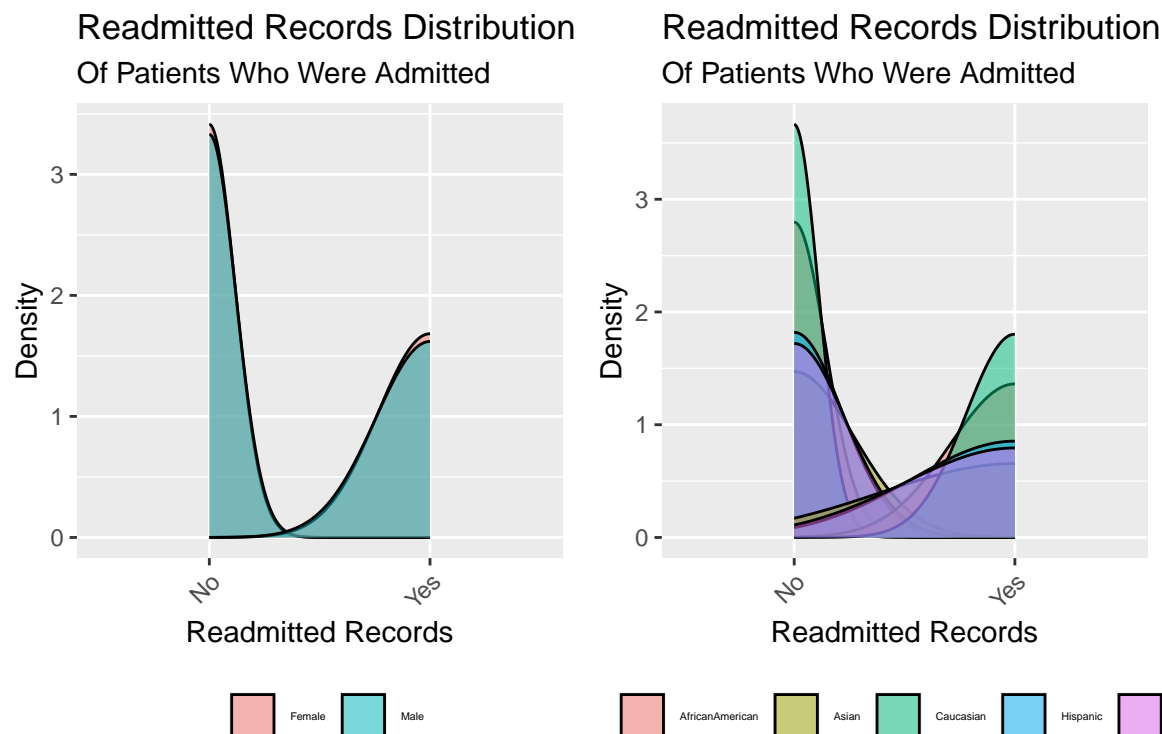 Readmitted Records Distribution
Of Patients Who Were Admitted
3
2
1
0
Density
No
Yes
Readmitted Records
Female
Male
Readmitted Records Distribution
Of Patients Who Were Admitted
3
2
1
0
Density
No
Yes
Readmitted Records
AfricanAmerican
Asian
Caucasian
Hispanic